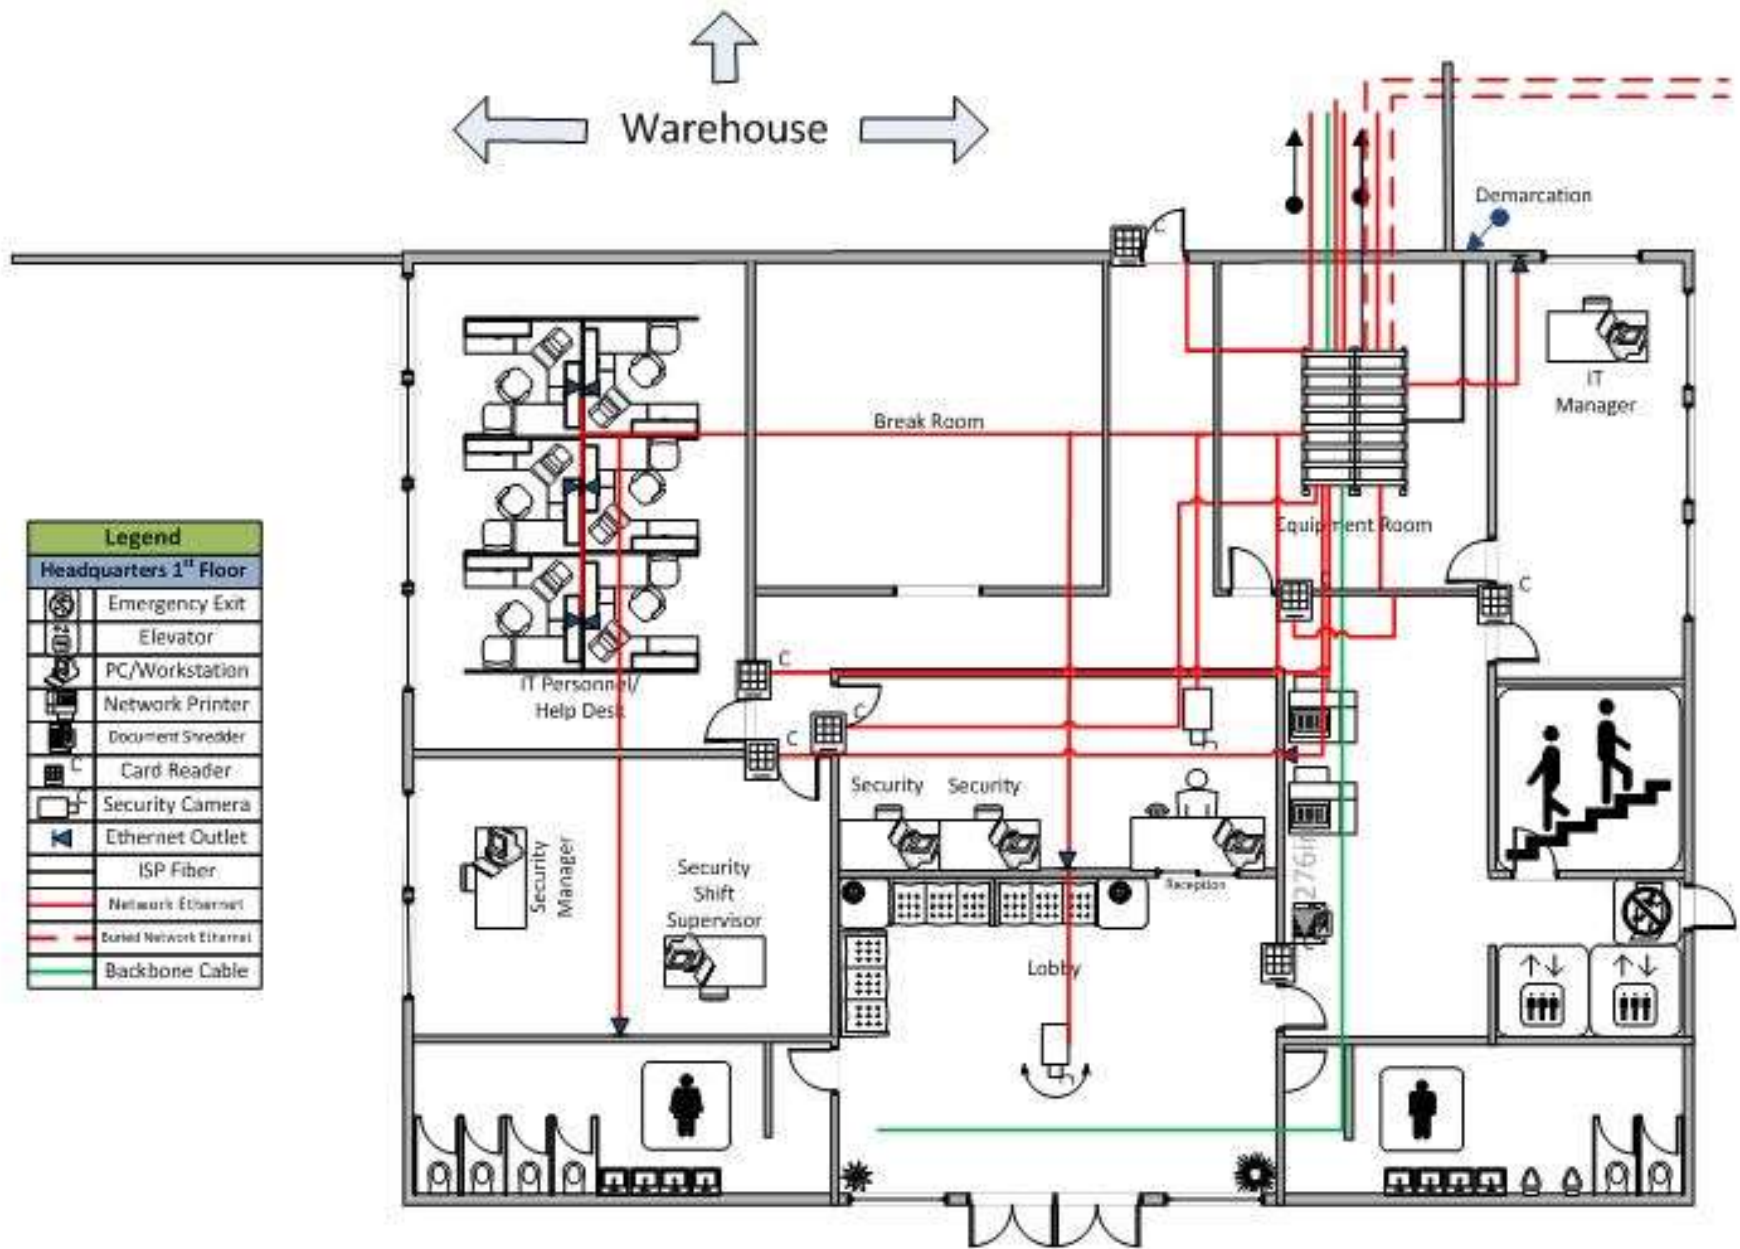 Warehouse
Demarcation
IT
Manager
Break Room
Equipment Room
C
C
C
C
C
IT Personnel/
Help Desk
Security
Security
Reception
Security
Manager
Security
Shift
Supervisor
Lobby
Legend
Headquarters 1st Floor
Emergency Exit
Elevator
PC/Workstation
Network Printer
Document Shredder
C
Card Reader
Security Camera
Ethernet Outlet
ISP Fiber
Network Ethernet
Buried Network Ethernet
Backbone Cable